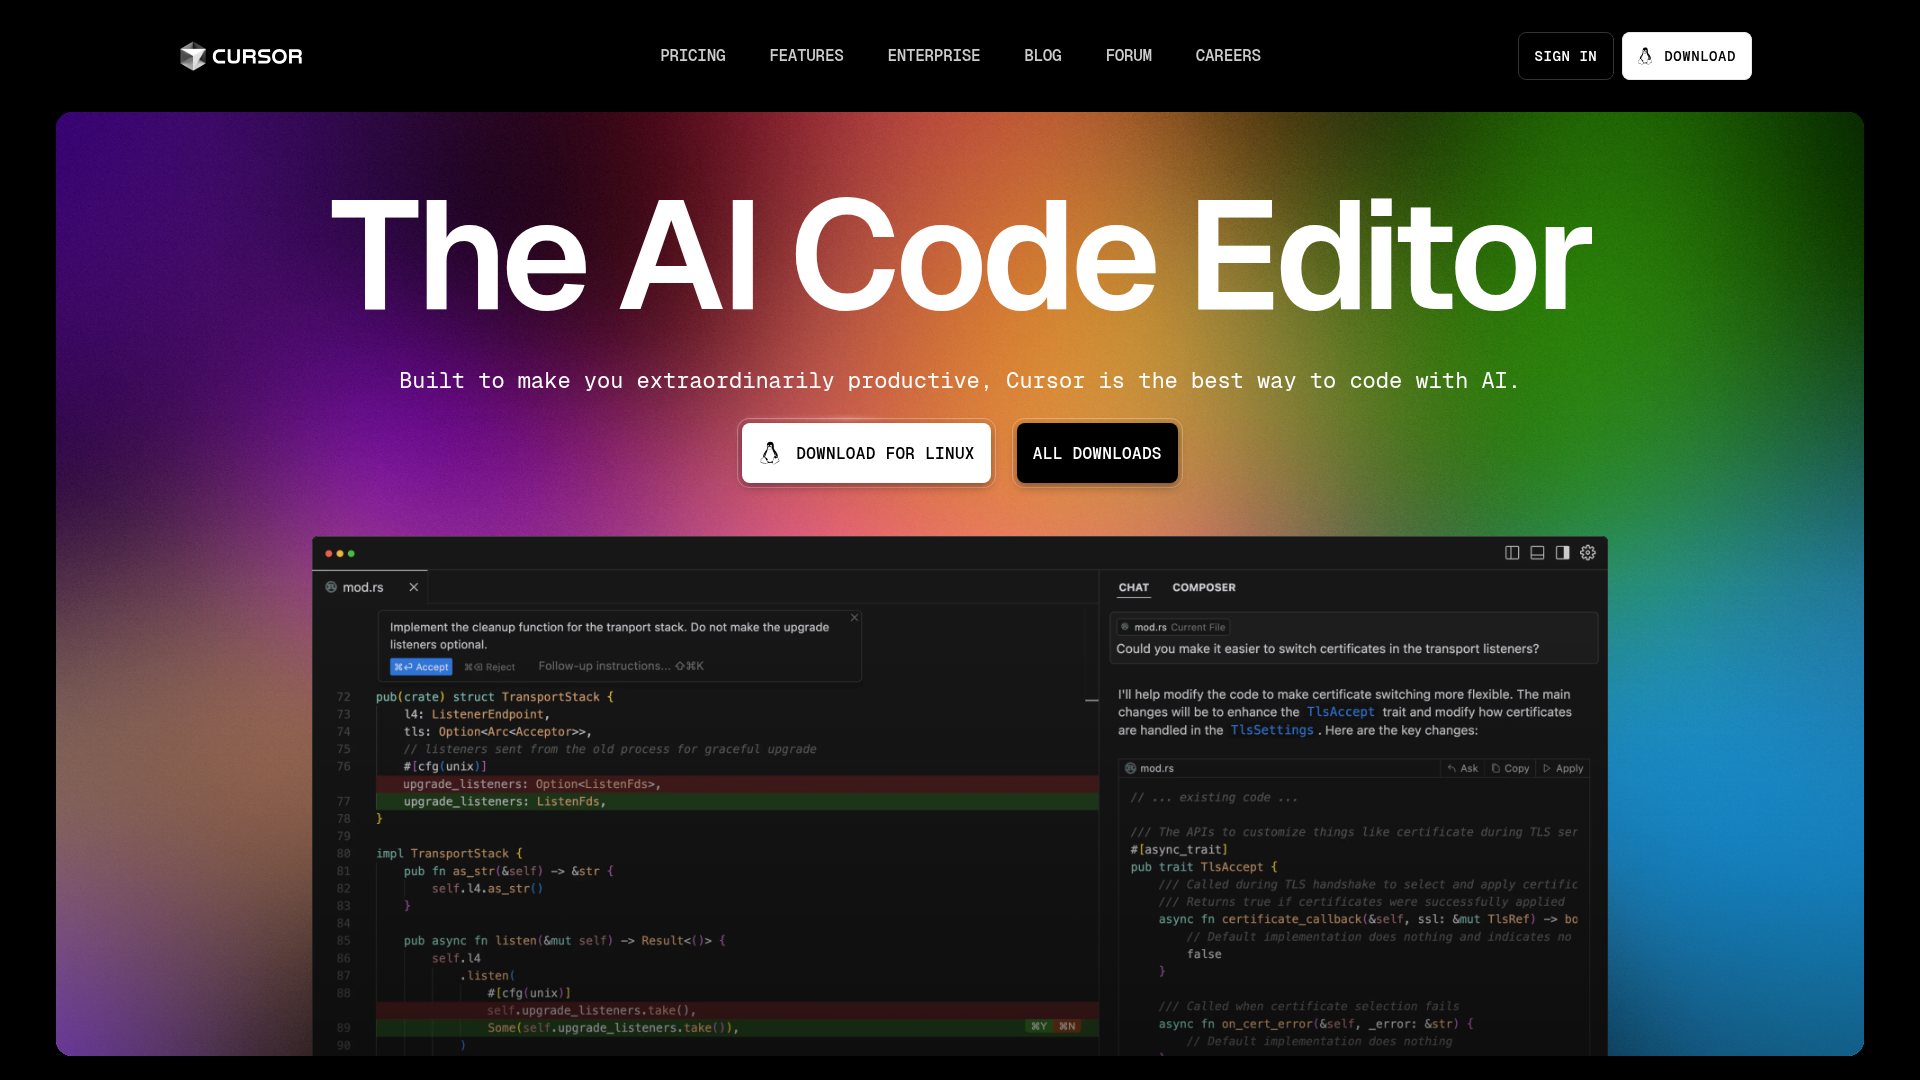 CURSOR
PRICING FEATURES ENTERPRISE BLOG FORUM CAREERS
SIGN IN
DOWNLOAD
The AI Code Editor
Built to make you extraordinarily productive, Cursor is the best way to code with AI.
DOWNLOAD FOR LINUX
ALL DOWNLOADS
mod.rs
Implement the cleanup function for the tranport stack. Do not make the upgrade
listeners optional.
⌘⏎ Accept ⌘⌫ Reject Follow-up instructions... ⇧⌘K
72 pub(crate) struct TransportStack {
73 l4: ListenerEndpoint,
74 tls: Option<Arc<Acceptor>>,
75 // listeners sent from the old process for graceful upgrade
76 #[cfg(unix)]
upgrade_listeners: Option<ListenFds>,
77 upgrade_listeners: ListenFds,
78 }
79
80 impl TransportStack {
81 pub fn as_str(&self) -> &str {
82 self.l4.as_str()
83 }
84
85 pub async fn listen(&mut self) -> Result<()> {
86 self.l4
87 .listen(
88 #[cfg(unix)]
self.upgrade_listeners.take(),
89 Some(self.upgrade_listeners.take()), ⌘Y ⌘N
90 )
CHAT COMPOSER
mod.rs Current File
Could you make it easier to switch certificates in the transport listeners?
I'll help modify the code to make certificate switching more flexible. The main
changes will be to enhance the TlsAccept trait and modify how certificates
are handled in the TlsSettings . Here are the key changes:
mod.rs Ask Copy Apply
// ... existing code ...
/// The APIs to customize things like certificate during TLS ser
#[async_trait]
pub trait TlsAccept {
/// Called during TLS handshake to select and apply certific
/// Returns true if certificates were successfully applied
async fn certificate_callback(&self, ssl: &mut TlsRef) -> bo
// Default implementation does nothing and indicates no
false
}
/// Called when certificate selection fails
async fn on_cert_error(&self, _error: &str) {
// Default implementation does nothing